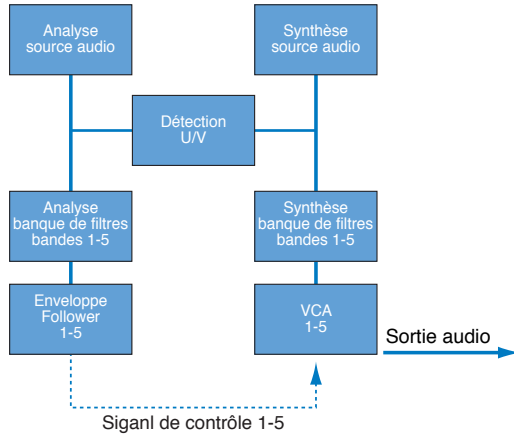 Analyse
source audio
Synthèse
source audio
Détection
U/V
Analyse
banque de filtres
bandes 1-5
Synthèse
banque de filtres
bandes 1-5
Enveloppe
Follower
1-5
VCA
1-5
Sortie audio
Siganl de contrôle 1-5